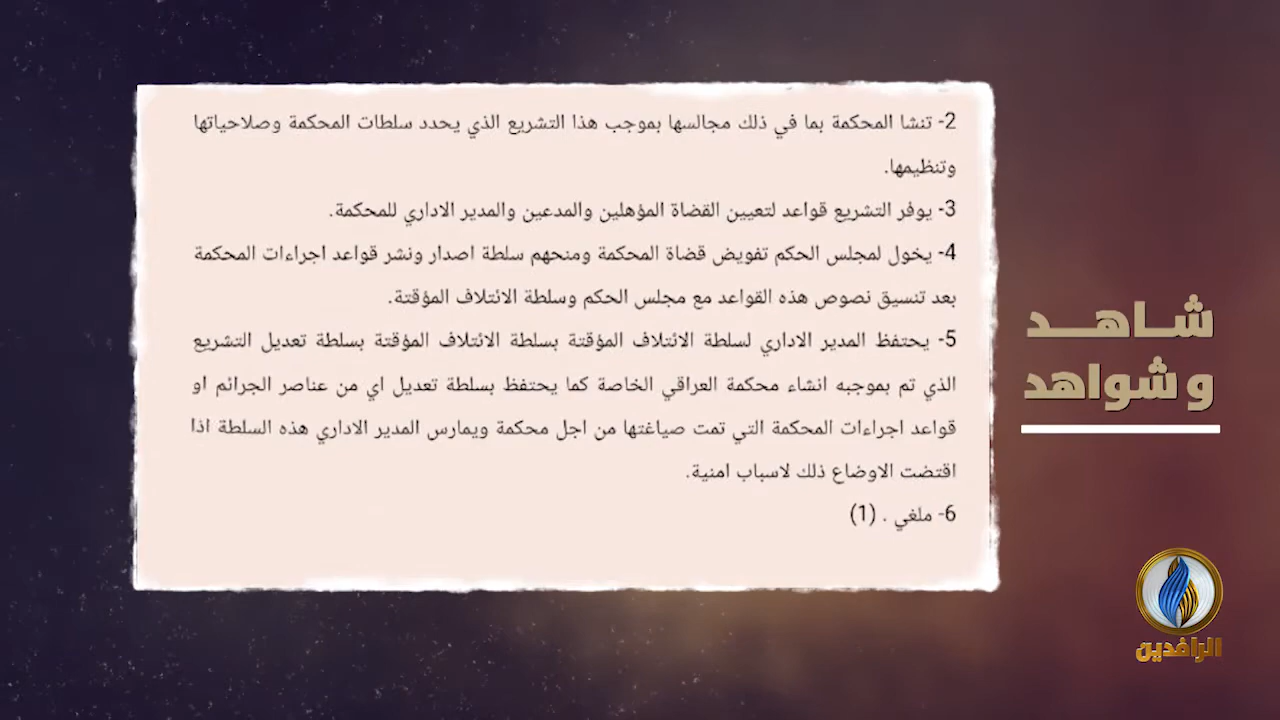 2- تنشا المحكمة بما في ذلك مجالسها بموجب هذا التشريع الذي يحدد سلطات المحكمة وصلاحياتها
وتنظيمها.
3- يوفر التشريع قواعد لتعيين القضاة المؤهلين والمدعين والمدير الاداري للمحكمة.
4- يخول لمجلس الحكم تفويض قضاة المحكمة ومنحهم سلطة اصدار ونشر قواعد اجراءات المحكمة
بعد تنسيق نصوص هذه القواعد مع مجلس الحكم وسلطة الائتلاف المؤقتة.
5- يحتفظ المدير الاداري لسلطة الائتلاف المؤقتة بسلطة الائتلاف المؤقتة بسلطة تعديل التشريع
الذي تم بموجبه انشاء محكمة العراقي الخاصة كما يحتفظ بسلطة تعديل اي من عناصر الجرائم او
قواعد اجراءات المحكمة التي تمت صياغتها من اجل محكمة ويمارس المدير الاداري هذه السلطة اذا
اقتضت الاوضاع ذلك لاسباب امنية.
6- ملغي . (1)
شاهد
وشواهد
الرافدين